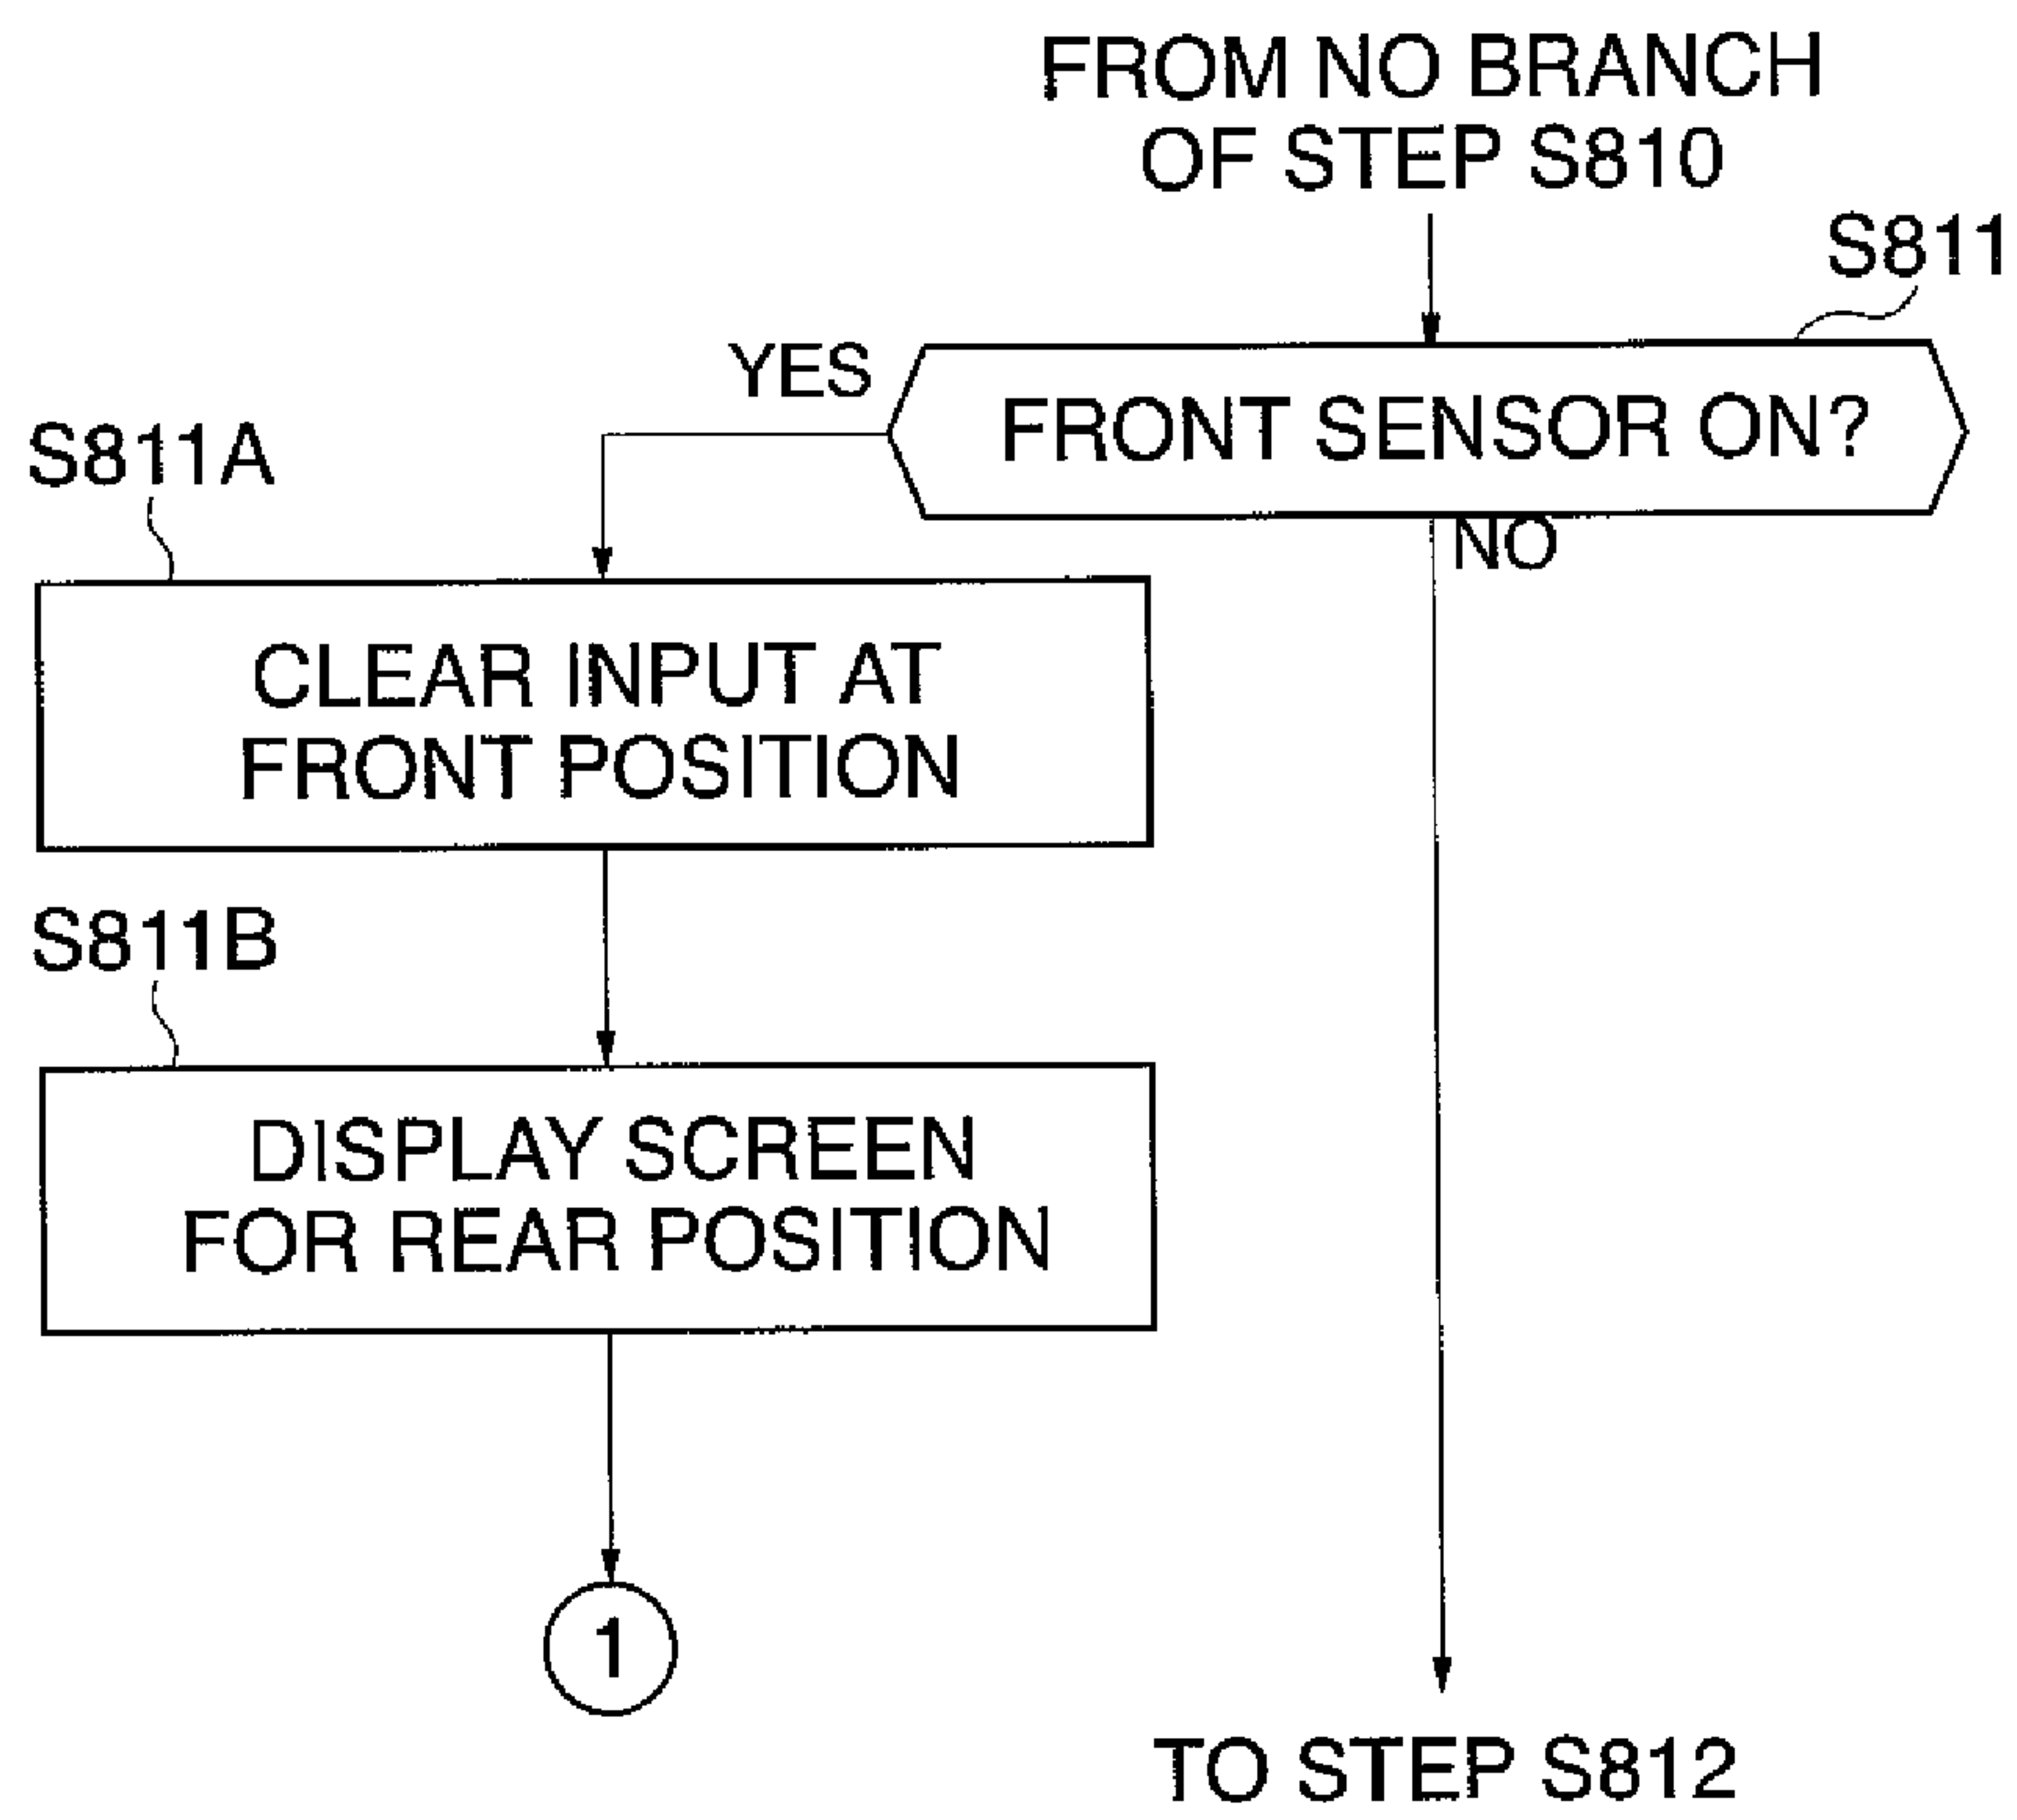 FROM NO BRANCH
OF STEP S810
S811
YES
FRONT SENSOR ON?
NO
S811A
CLEAR INPUT AT
FRONT POSITION
S811B
DISPLAY SCREEN
FOR REAR POSITION
1
TO STEP S812